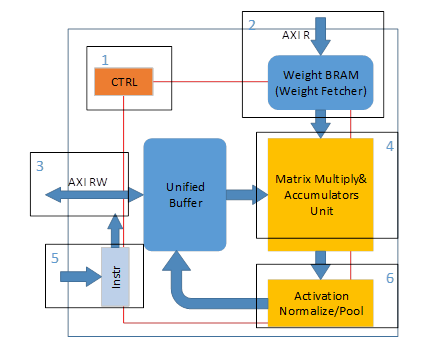 2
AXI R
1
CTRL
Weight BRAM
(Weight Fetcher)
3
AXI RW
Unified
Buffer
4
Matrix Multiply&
Accumulators
Unit
5
Instr
6
Activation
Normalize/Pool